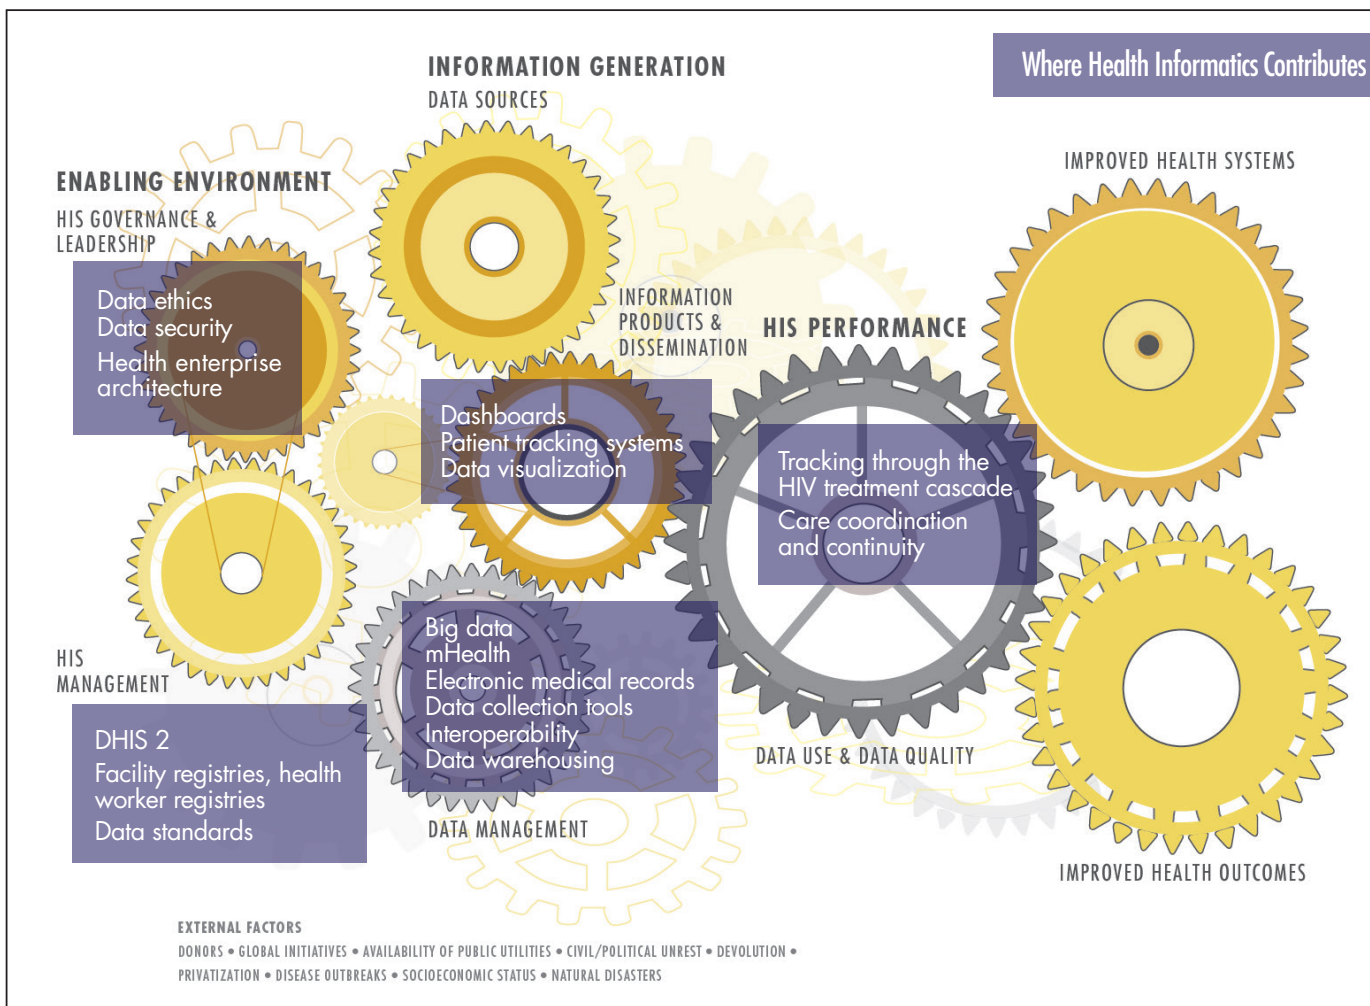 Where Health Informatics Contributes
INFORMATION GENERATION
DATA SOURCES
ENABLING ENVIRONMENT
HIS GOVERNANCE &
LEADERSHIP
Data ethics
Data security
Health enterprise
architecture
INFORMATION
PRODUCTS &
DISSEMINATION
Dashboards
Patient tracking systems
Data visualization
HIS PERFORMANCE
Tracking through the
HIV treatment cascade
Care coordination
and continuity
IMPROVED HEALTH SYSTEMS
HIS
MANAGEMENT
DHIS 2
Facility registries, health
worker registries
Data standards
Big data
mHealth
Electronic medical records
Data collection tools
Interoperability
Data warehousing
DATA MANAGEMENT
DATA USE & DATA QUALITY
IMPROVED HEALTH OUTCOMES
EXTERNAL FACTORS
DONORS • GLOBAL INITIATIVES • AVAILABILITY OF PUBLIC UTILITIES • CIVIL/POLITICAL UNREST • DEVOLUTION •
PRIVATIZATION • DISEASE OUTBREAKS • SOCIOECONOMIC STATUS • NATURAL DISASTERS